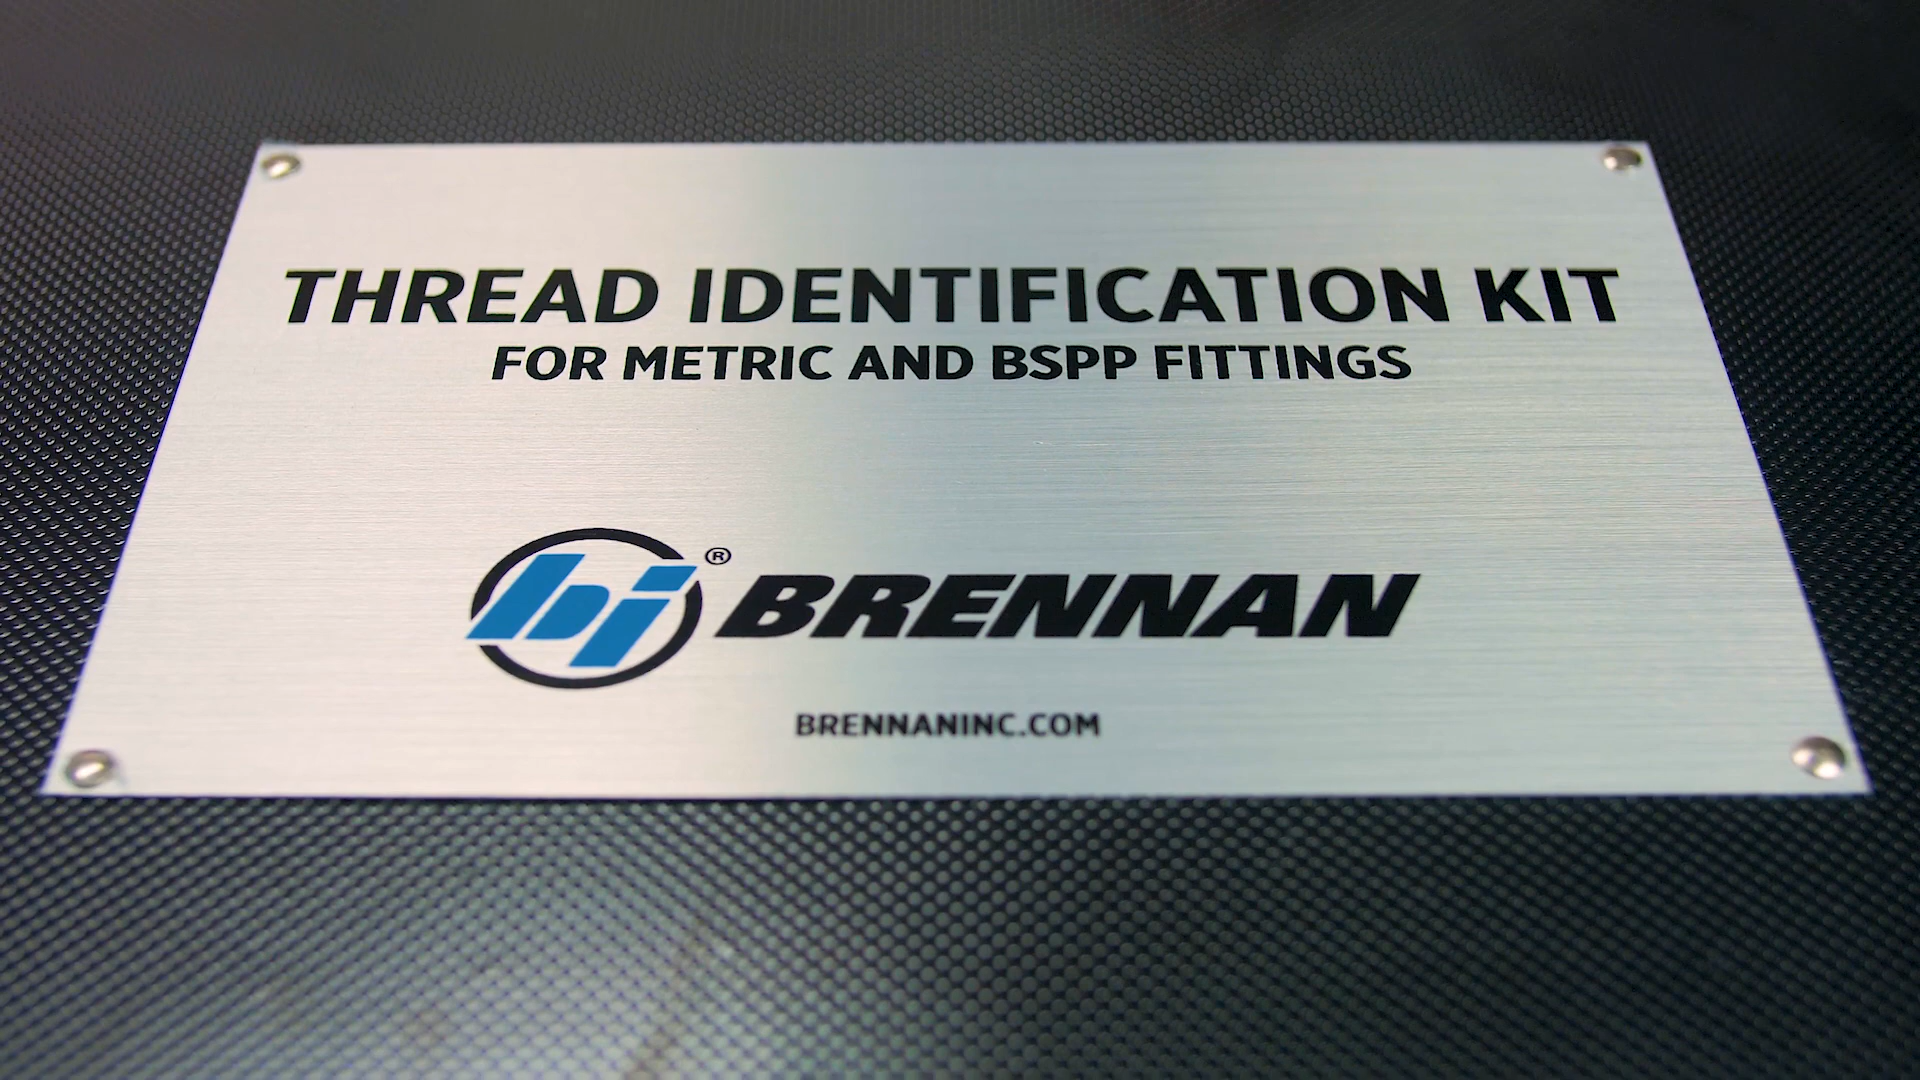 THREAD IDENTIFICATION KIT
FOR METRIC AND BSPP FITTINGS
bi® BRENNAN
BRENNANINC.COM